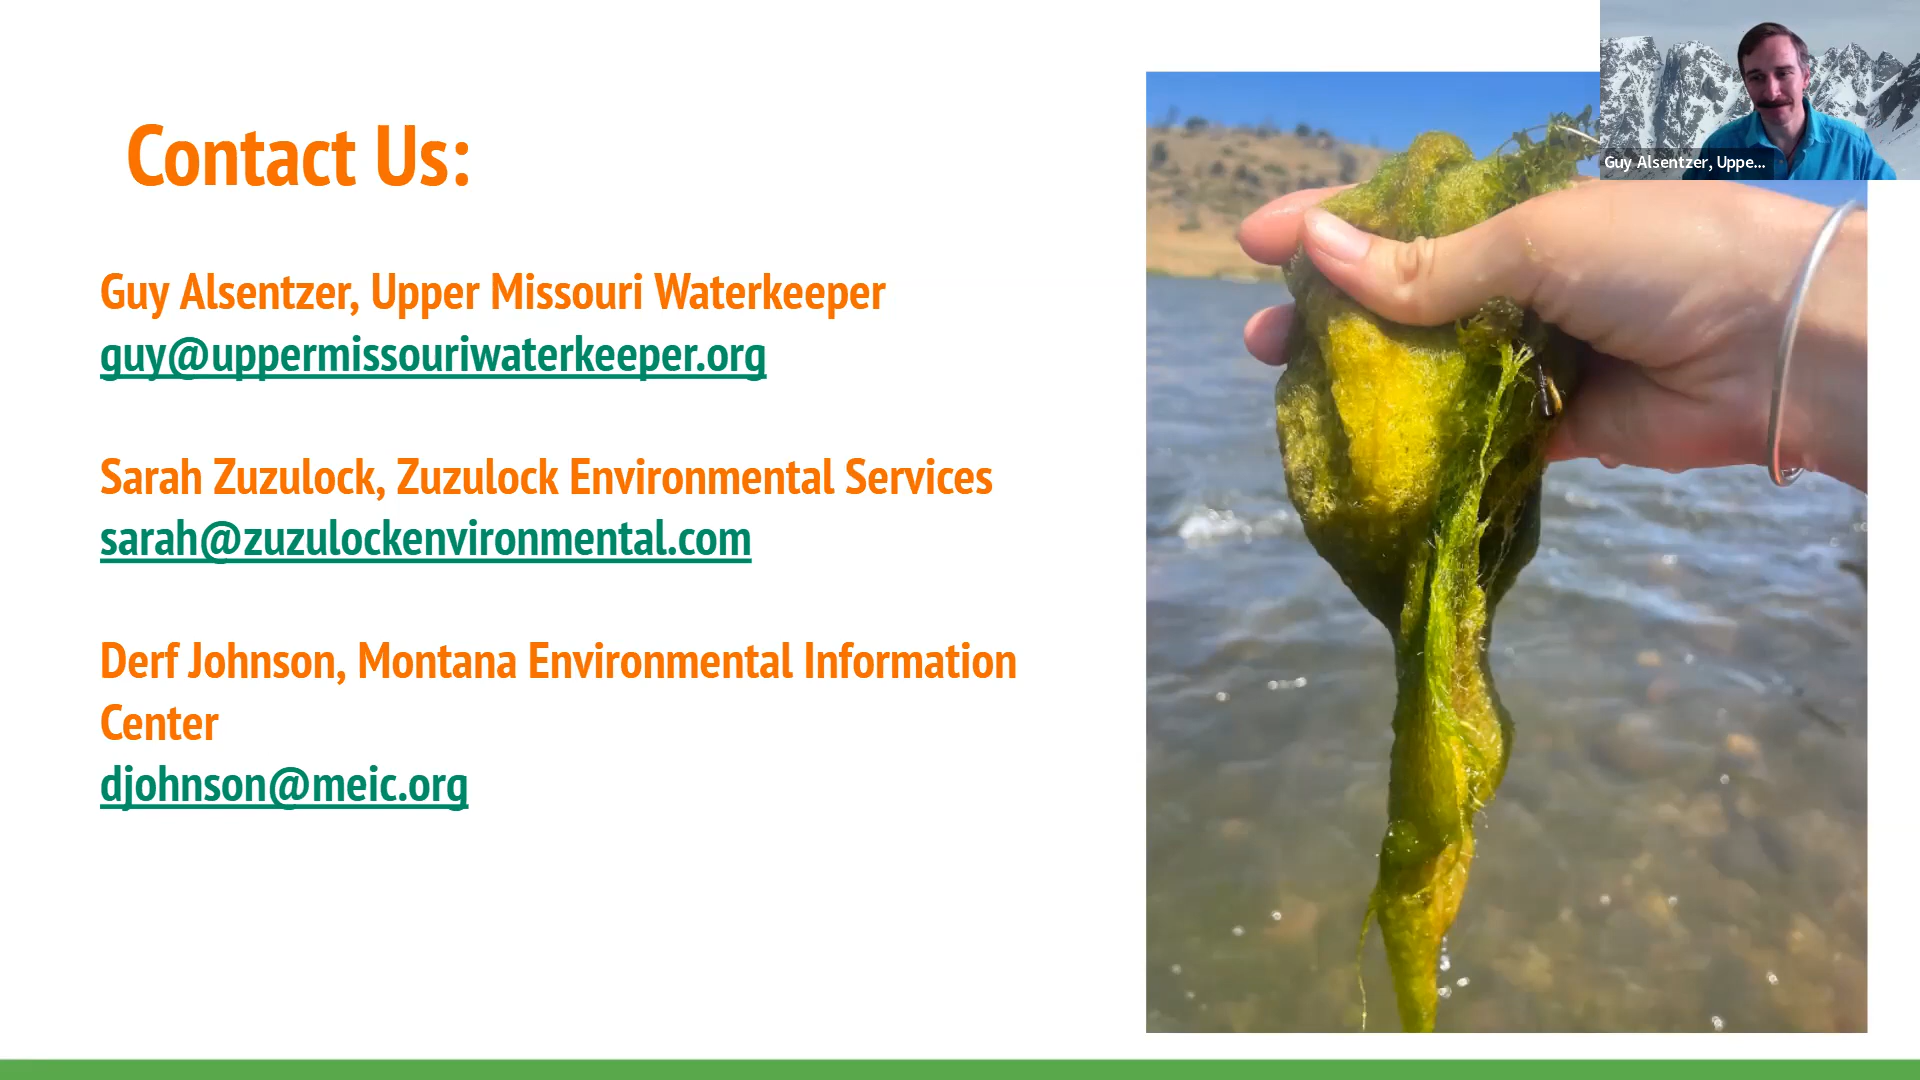 Contact Us:
Guy Alsentzer, Upper Missouri Waterkeeper
guy@uppermissouriwaterkeeper.org
Sarah Zuzulock, Zuzulock Environmental Services
sarah@zuzulockenvironmental.com
Derf Johnson, Montana Environmental Information
Center
djohnson@meic.org
Guy Alsentzer, Uppe...